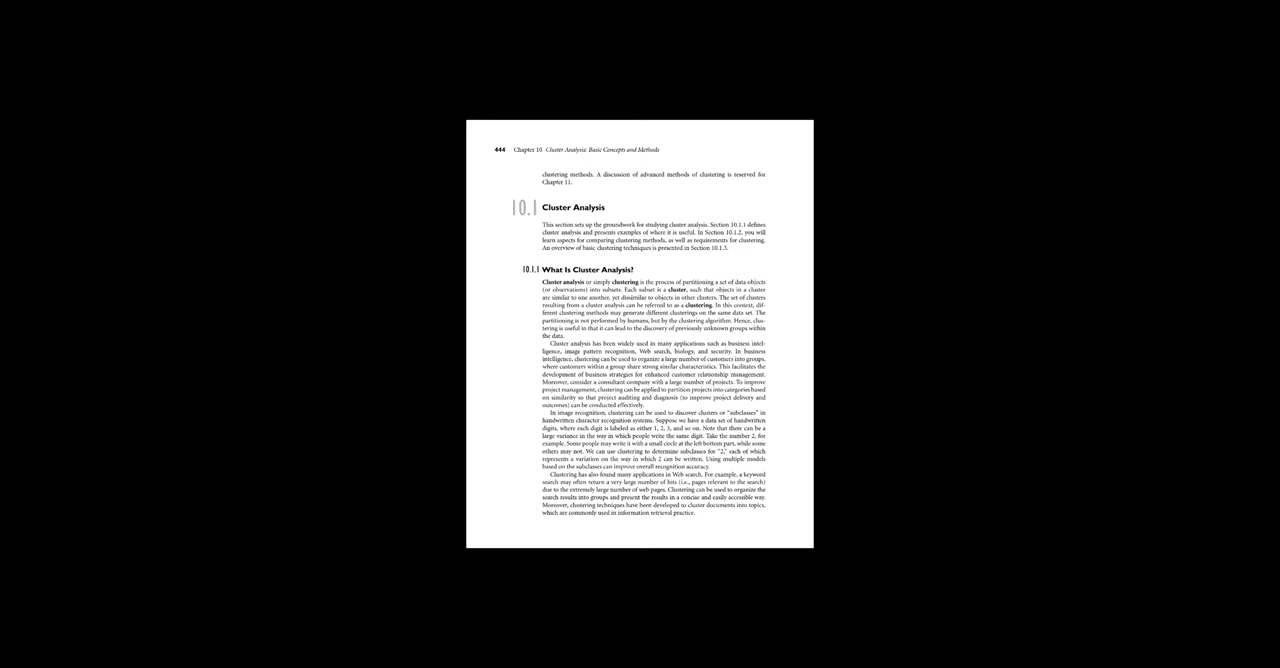 444 Chapter 10 Cluster Analysis: Basic Concepts and Methods
clustering methods. A discussion of advanced methods of clustering is reserved for
Chapter 11.
10.1 Cluster Analysis
This section sets up the groundwork for studying cluster analysis. Section 10.1.1 defines
cluster analysis and presents examples of where it is useful. In Section 10.1.2, you will
learn aspects for comparing clustering methods, as well as requirements for clustering.
An overview of basic clustering techniques is presented in Section 10.1.3.
10.1.1 What Is Cluster Analysis?
Cluster analysis or simply clustering is the process of partitioning a set of data objects
(or observations) into subsets. Each subset is a cluster, such that objects in a cluster
are similar to one another, yet dissimilar to objects in other clusters. The set of clusters
resulting from a cluster analysis can be referred to as a clustering. In this context, dif-
ferent clustering methods may generate different clusterings on the same data set. The
partitioning is not performed by humans, but by the clustering algorithm. Hence, clus-
tering is useful in that it can lead to the discovery of previously unknown groups within
the data.
Cluster analysis has been widely used in many applications such as business intel-
ligence, image pattern recognition, Web search, biology, and security. In business
intelligence, clustering can be used to organize a large number of customers into groups,
where customers within a group share strong similar characteristics. This facilitates the
development of business strategies for enhanced customer relationship management.
Moreover, consider a consultant company with a large number of projects. To improve
project management, clustering can be applied to partition projects into categories based
on similarity so that project auditing and diagnosis (to improve project delivery and
outcomes) can be conducted effectively.
In image recognition, clustering can be used to discover clusters or "subclasses" in
handwritten character recognition systems. Suppose we have a data set of handwritten
digits, where each digit is labeled as either 1, 2, 3, and so on. Note that there can be a
large variance in the way in which people write the same digit. Take the number 2, for
example. Some people may write it with a small circle at the left bottom part, while some
others may not. We can use clustering to determine subclasses for "2," each of which
represents a variation on the way in which 2 can be written. Using multiple models
based on the subclasses can improve overall recognition accuracy.
Clustering has also found many applications in Web search. For example, a keyword
search may often return a very large number of hits (i.e., pages relevant to the search)
due to the extremely large number of web pages. Clustering can be used to organize the
search results into groups and present the results in a concise and easily accessible way.
Moreover, clustering techniques have been developed to cluster documents into topics,
which are commonly used in information retrieval practice.